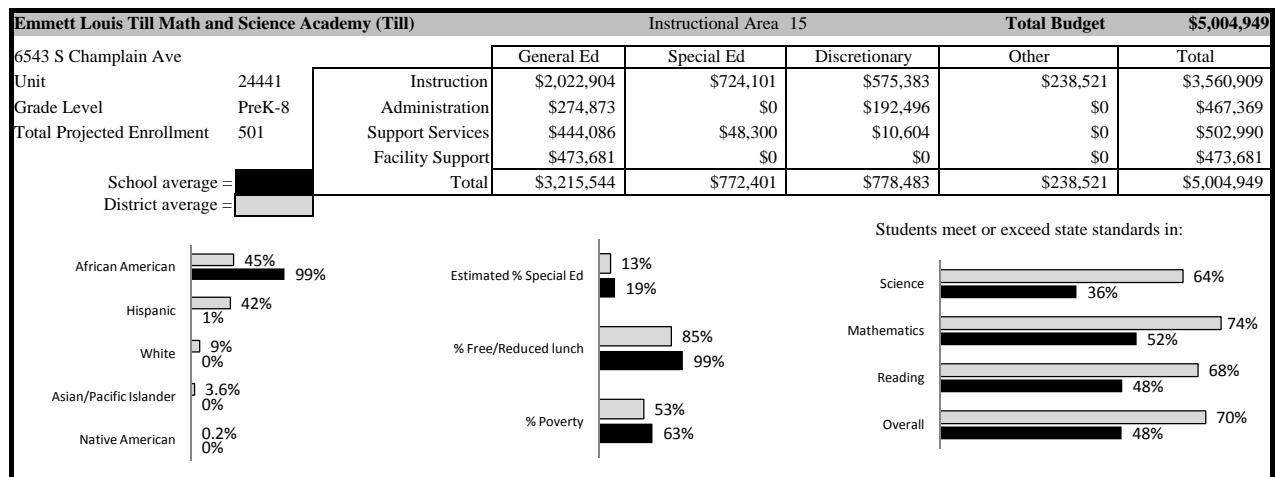 Emmett Louis Till Math and Science Academy (Till) Instructional Area 15 Total Budget $5,004,949
6543 S Champlain Ave General Ed Special Ed Discretionary Other Total
Unit 24441 Instruction $2,022,904 $724,101 $575,383 $238,521 $3,560,909
Grade Level PreK-8 Administration $274,873 $0 $192,496 $0 $467,369
Total Projected Enrollment 501 Support Services $444,086 $48,300 $10,604 $0 $502,990
Facility Support $473,681 $0 $0 $0 $473,681
School average = Total $3,215,544 $772,401 $778,483 $238,521 $5,004,949
District average =
African American 45%
99%
Hispanic 42%
1%
White 9%
0%
Asian/Pacific Islander 3.6%
0%
Native American 0.2%
0%
Estimated % Special Ed 13%
19%
% Free/Reduced lunch 85%
99%
% Poverty 53%
63%
Students meet or exceed state standards in:
Science 64%
36%
Mathematics 74%
52%
Reading 68%
48%
Overall 70%
48%